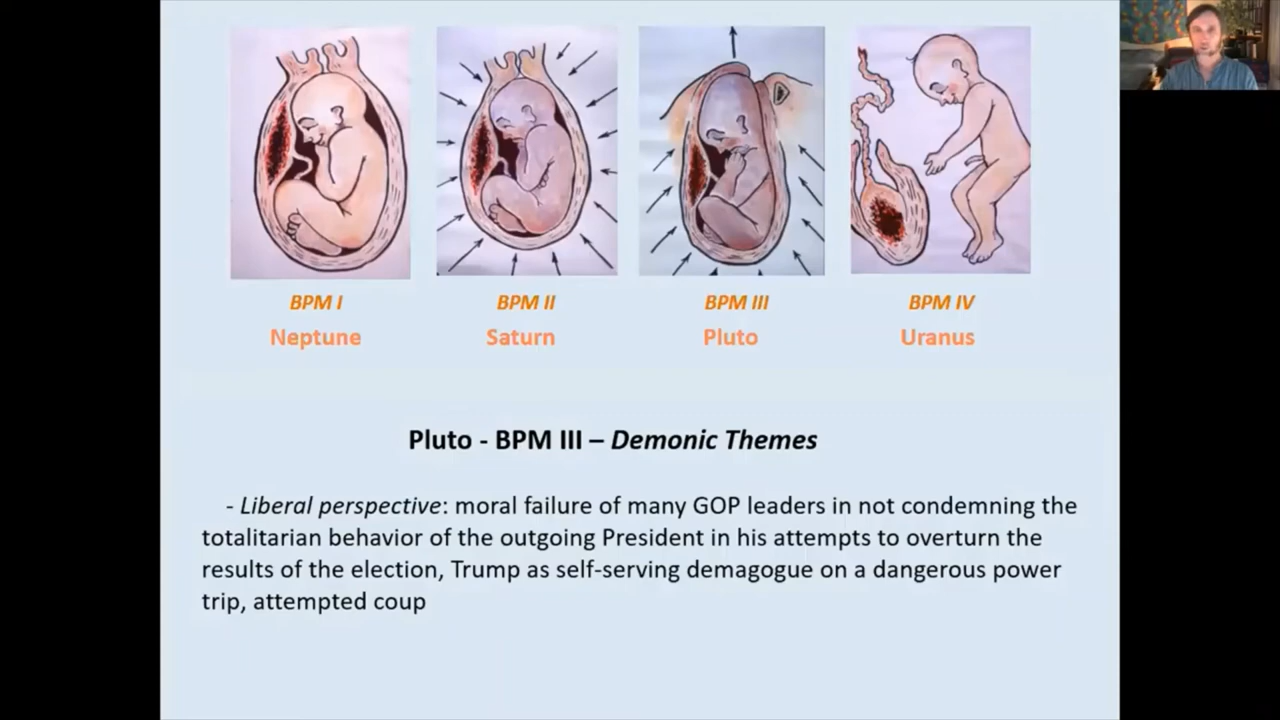 BPM I BPM II BPM III BPM IV
Neptune Saturn Pluto Uranus
Pluto - BPM III – Demonic Themes
- Liberal perspective: moral failure of many GOP leaders in not condemning the
totalitarian behavior of the outgoing President in his attempts to overturn the
results of the election, Trump as self-serving demagogue on a dangerous power
trip, attempted coup